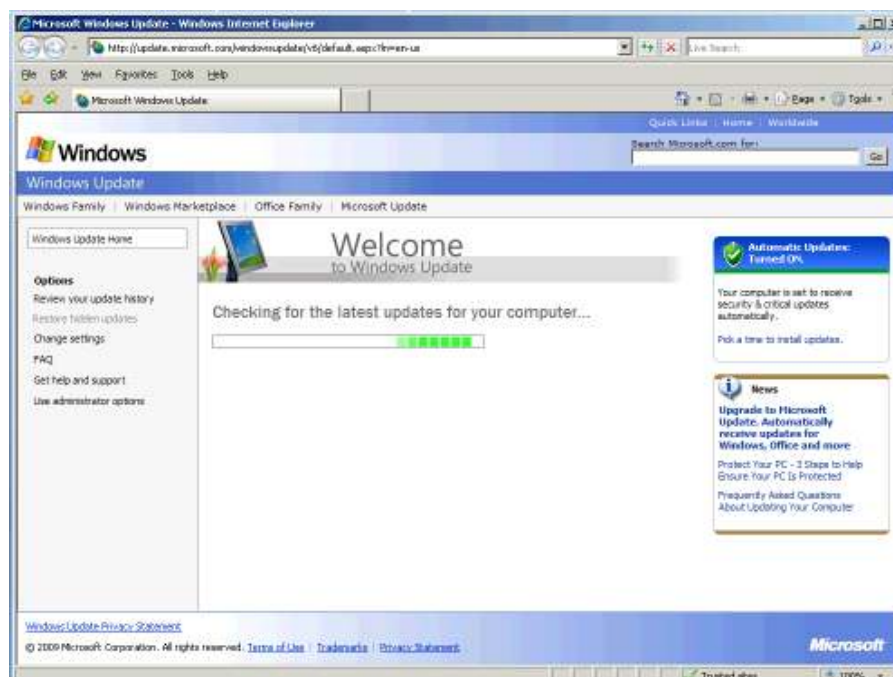 Microsoft Windows Update - Windows Internet Explorer
http://update.microsoft.com/windowsupdate/v6/default.aspx?ln=en-us
Live Search
File Edit View Favorites Tools Help
Microsoft Windows Update
Page Tools
Quick Links | Home | Worldwide
Search Microsoft.com for:
Go
Windows
Windows Update
Windows Family | Windows Marketplace | Office Family | Microsoft Update
Windows Update Home
Options
Review your update history
Restore hidden updates
Change settings
FAQ
Get help and support
Use administrator options
Welcome
to Windows Update
Checking for the latest updates for your computer...
Automatic Updates:
Turned ON
Your computer is set to receive
security & critical updates
automatically.
Pick a time to install updates.
News
Upgrade to Microsoft
Update. Automatically
receive updates for
Windows, Office and more
Protect Your PC - 3 Steps to Help
Ensure Your PC Is Protected
Frequently Asked Questions
About Updating Your Computer
Windows Update Privacy Statement
© 2009 Microsoft Corporation. All rights reserved. Terms of Use | Trademarks | Privacy Statement
Microsoft
Trusted sites
100%